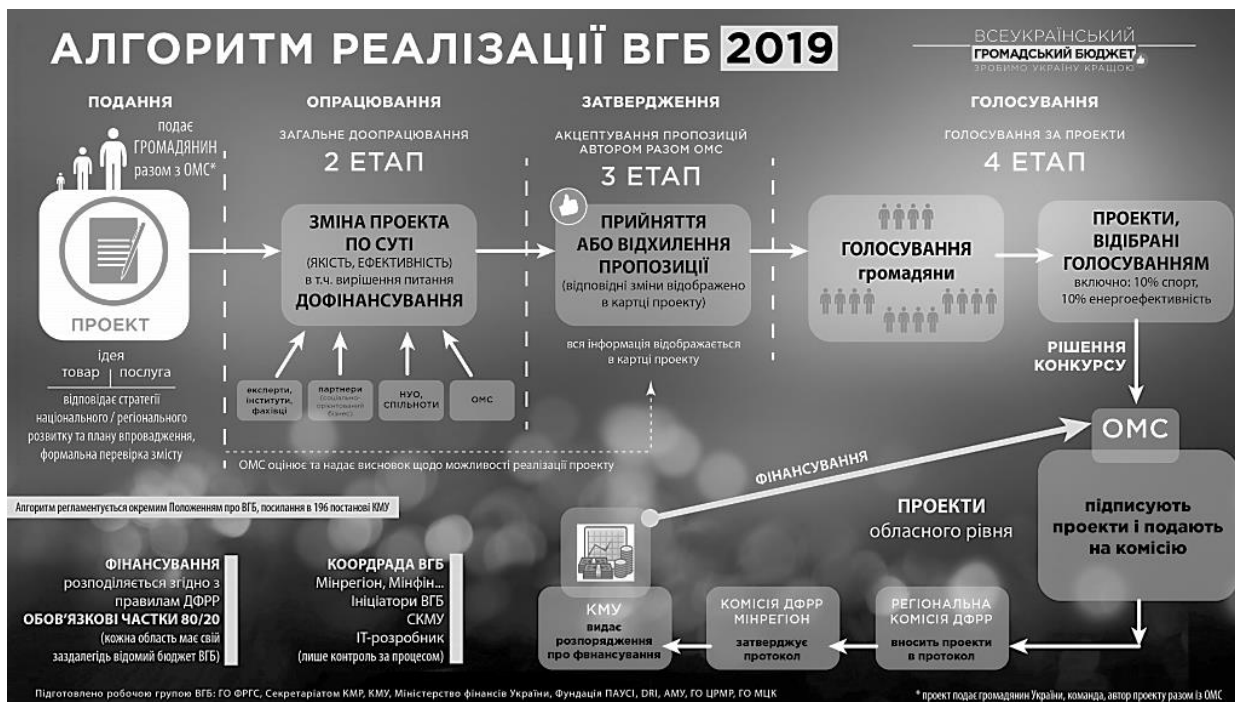 АЛГОРИТМ РЕАЛІЗАЦІЇ ВГБ 2019
ВСЕУКРАЇНСЬКИЙ
ГРОМАДСЬКИЙ БЮДЖЕТ
ЗРОБИМО УКРАЇНУ КРАЩОЮ
ПОДАННЯ
подає
ГРОМАДЯНИН
разом з ОМС*
ПРОЕКТ
ідея
товар
послуга
відповідає стратегії
національного / регіонального
розвитку та плану впровадження,
формальна перевірка змісту
ОПРАЦЮВАННЯ
ЗАГАЛЬНЕ ДООПРАЦЮВАННЯ
2 ЕТАП
ЗМІНА ПРОЕКТА
ПО СУТІ
(ЯКІСТЬ, ЕФЕКТИВНІСТЬ)
в т.ч. вирішення питання
ДОФІНАНСУВАННЯ
експерти,
інститути,
фахівці
партнери
(соціально-
орієнтований
бізнес)
НУО,
СПІЛЬНОТИ
ОМС
ОМС оцінює та надає висновок щодо можливості реалізації проекту
ЗАТВЕРДЖЕННЯ
АКЦЕПТУВАННЯ ПРОПОЗИЦІЙ
АВТОРОМ РАЗОМ ОМС
3 ЕТАП
ПРИЙНЯТТЯ
АБО ВІДХИЛЕННЯ
ПРОПОЗИЦІЇ
(відповідні зміни відображено
в картці проекту)
вся інформація відображається
в картці проекту
ГОЛОСУВАННЯ
ГОЛОСУВАННЯ ЗА ПРОЕКТИ
4 ЕТАП
ГОЛОСУВАННЯ
громадяни
ПРОЕКТИ,
ВІДІБРАНІ
ГОЛОСУВАННЯМ
включно: 10% спорт,
10% енергоефективність
РІШЕННЯ
КОНКУРСУ
ОМС
підписують
проекти і подають
на комісію
ФІНАНСУВАННЯ
ПРОЕКТИ
обласного рівня
РЕГІОНАЛЬНА
КОМІСІЯ ДФРР
вносить проекти
в протокол
КОМІСІЯ ДФРР
МІНРЕГІОН
затверджує
протокол
КМУ
видає
розпорядження
про фвнансування
Алгоритм регламентується окремим Положенням про ВГБ, посилання в 196 постанові КМУ
ФІНАНСУВАННЯ
розподіляється згідно з
правилам ДФРР
ОБОВ'ЯЗКОВІ ЧАСТКИ 80/20
(кожна область має свій
заздалегідь відомий бюджет ВГБ)
КООРДРАДА ВГБ
Мінрегіон, Мінфін...
Ініціатори ВГБ
СКМУ
ІТ-розробник
(лише контроль за процесом)
Підготовлено робочою групою ВГБ: ГО ФРГС, Секретаріатом КМР, КМУ, Міністерство фінансів України, Фундація ПАУСІ, DRI, АМУ, ГО ЦРМР, ГО МЦК
* проект подає громадянин України, команда, автор проекту разом із ОМС